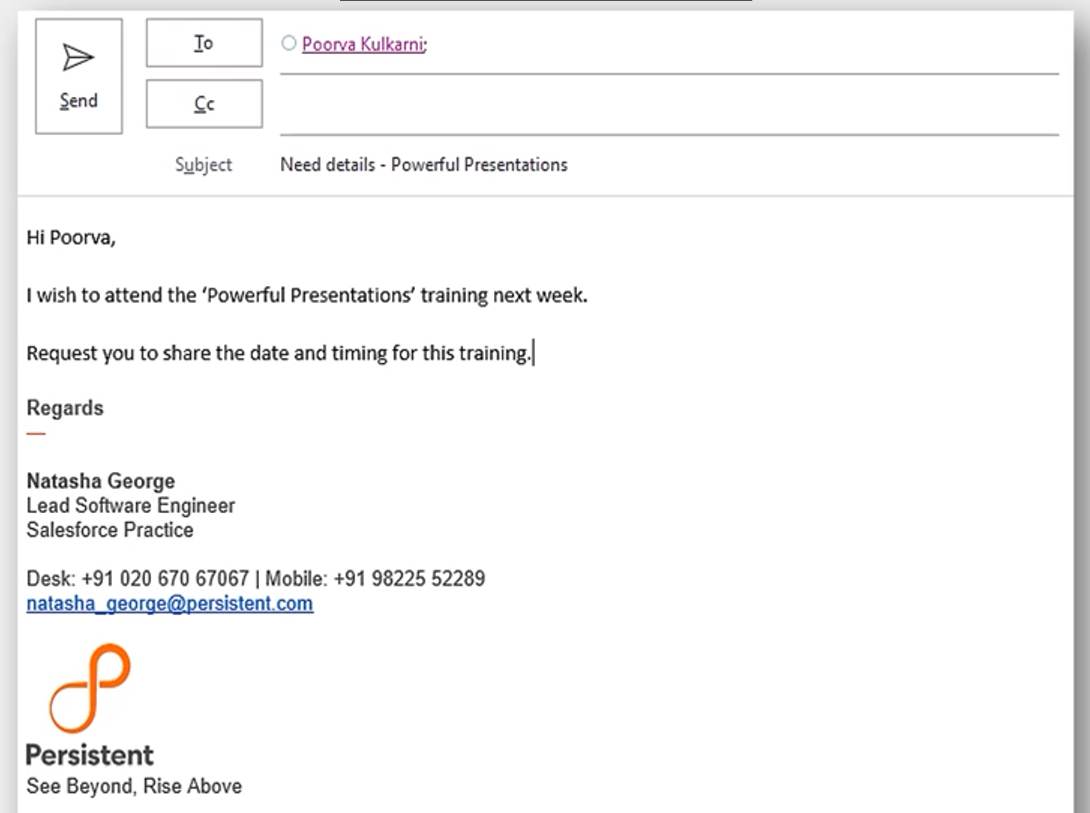 To
Poorva Kulkarni;
Send
Cc
Subject
Need details - Powerful Presentations
Hi Poorva,
I wish to attend the ‘Powerful Presentations’ training next week.
Request you to share the date and timing for this training.
Regards
Natasha George
Lead Software Engineer
Salesforce Practice
Desk: +91 020 670 67067 | Mobile: +91 98225 52289
natasha_george@persistent.com
Persistent
See Beyond, Rise Above